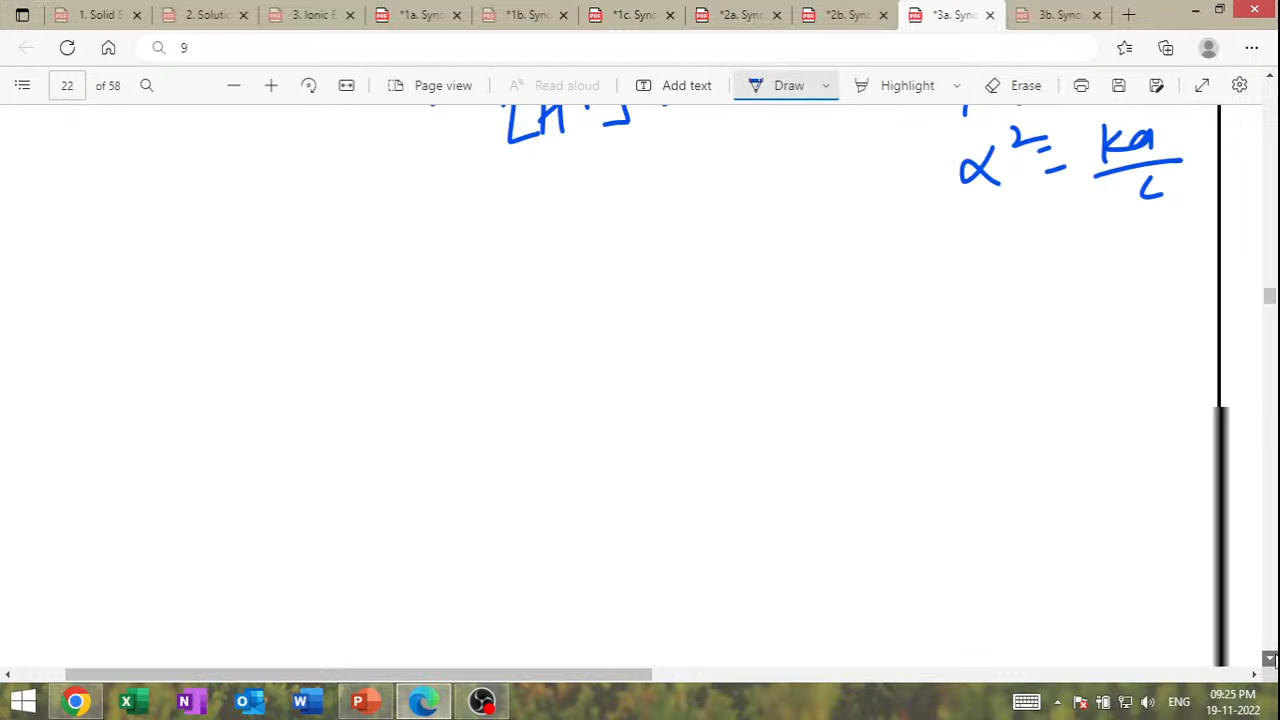 1. Solid
2. Soluti
3. Ionic E
*1a. Sync
*1b. Sync
*1c. Sync
*2a. Sync
*2b. Sync
*3a. Sync
3b. Sync
9
22 of 58
Page view
Read aloud
Add text
Draw
Highlight
Erase
[H⁺]
α² = ka
c
ENG
09:25 PM
19-11-2022